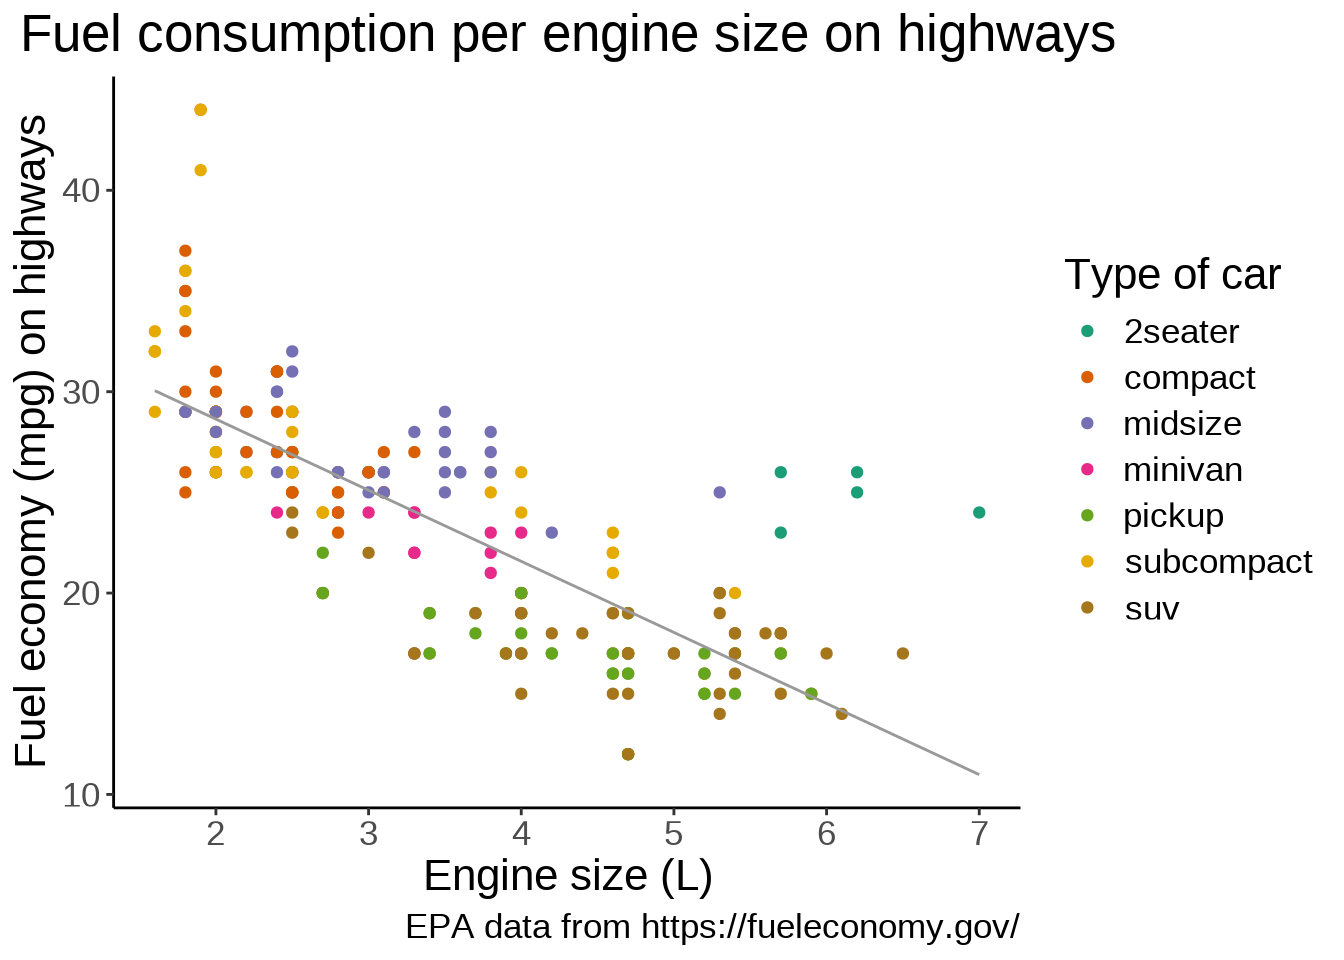 Fuel consumption per engine size on highways
Fuel economy (mpg) on highways
40
30
20
10
2 3 4 5 6 7
Engine size (L)
EPA data from https://fueleconomy.gov/
Type of car
2seater
compact
midsize
minivan
pickup
subcompact
suv